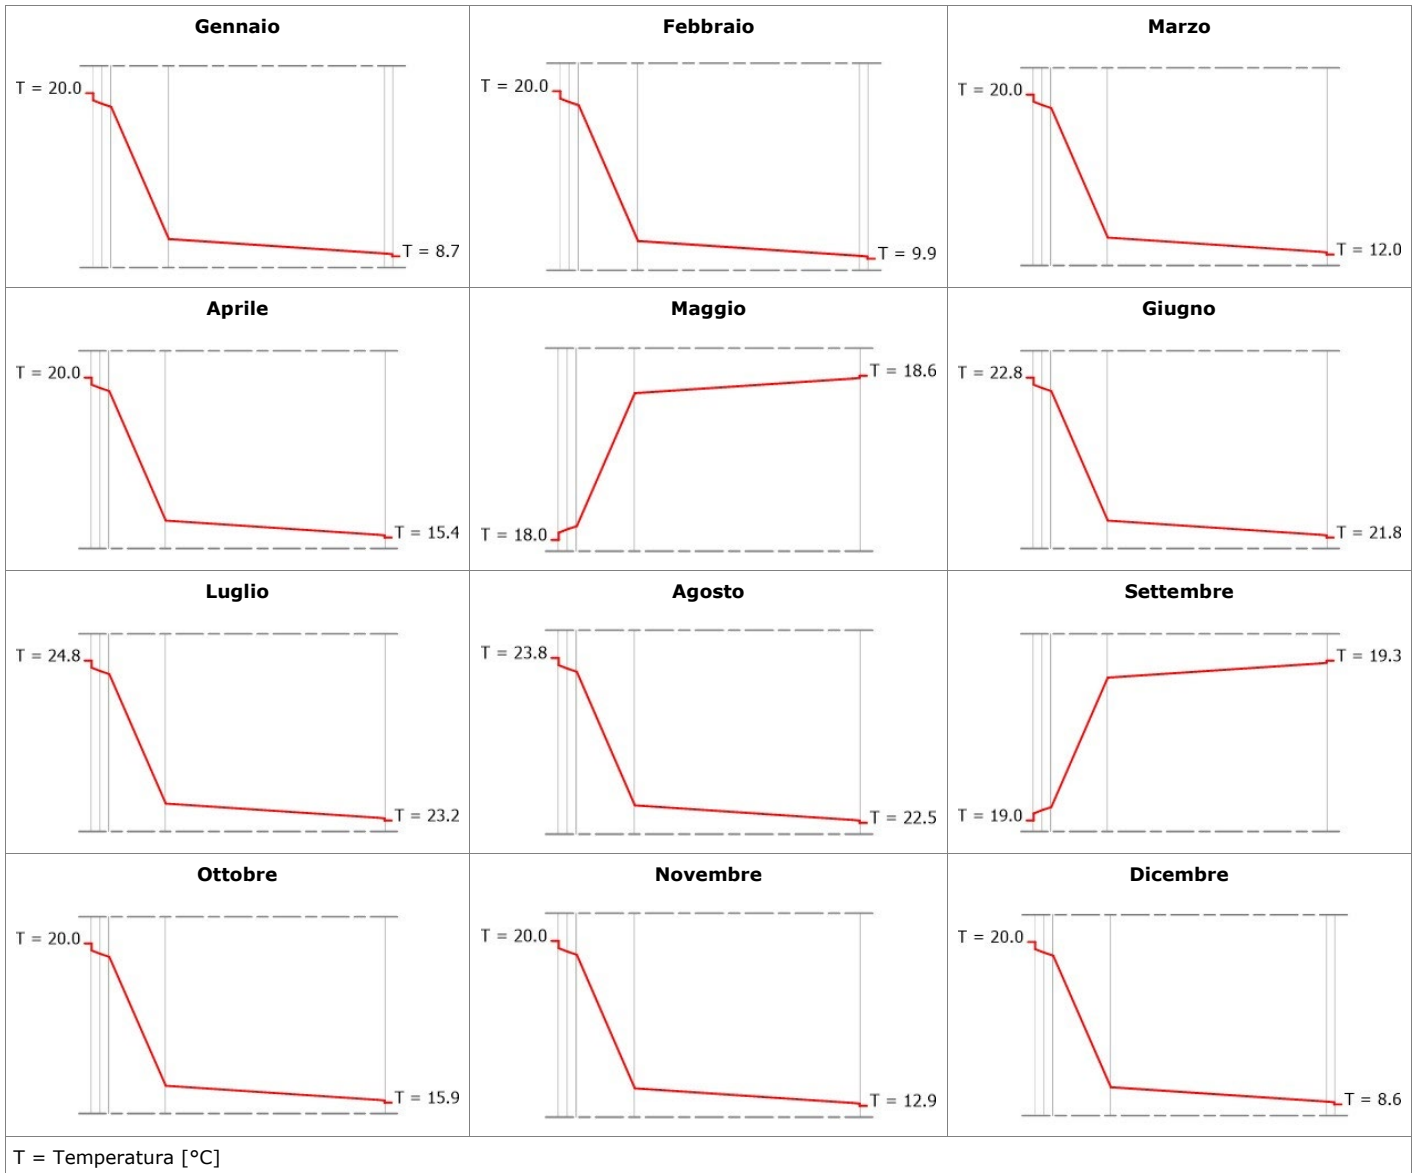 Gennaio
T = 20.0
T = 8.7
Febbraio
T = 20.0
T = 9.9
Marzo
T = 20.0
T = 12.0
Aprile
T = 20.0
T = 15.4
Maggio
T = 18.6
T = 18.0
Giugno
T = 22.8
T = 21.8
Luglio
T = 24.8
T = 23.2
Agosto
T = 23.8
T = 22.5
Settembre
T = 19.3
T = 19.0
Ottobre
T = 20.0
T = 15.9
Novembre
T = 20.0
T = 12.9
Dicembre
T = 20.0
T = 8.6
T = Temperatura [°C]